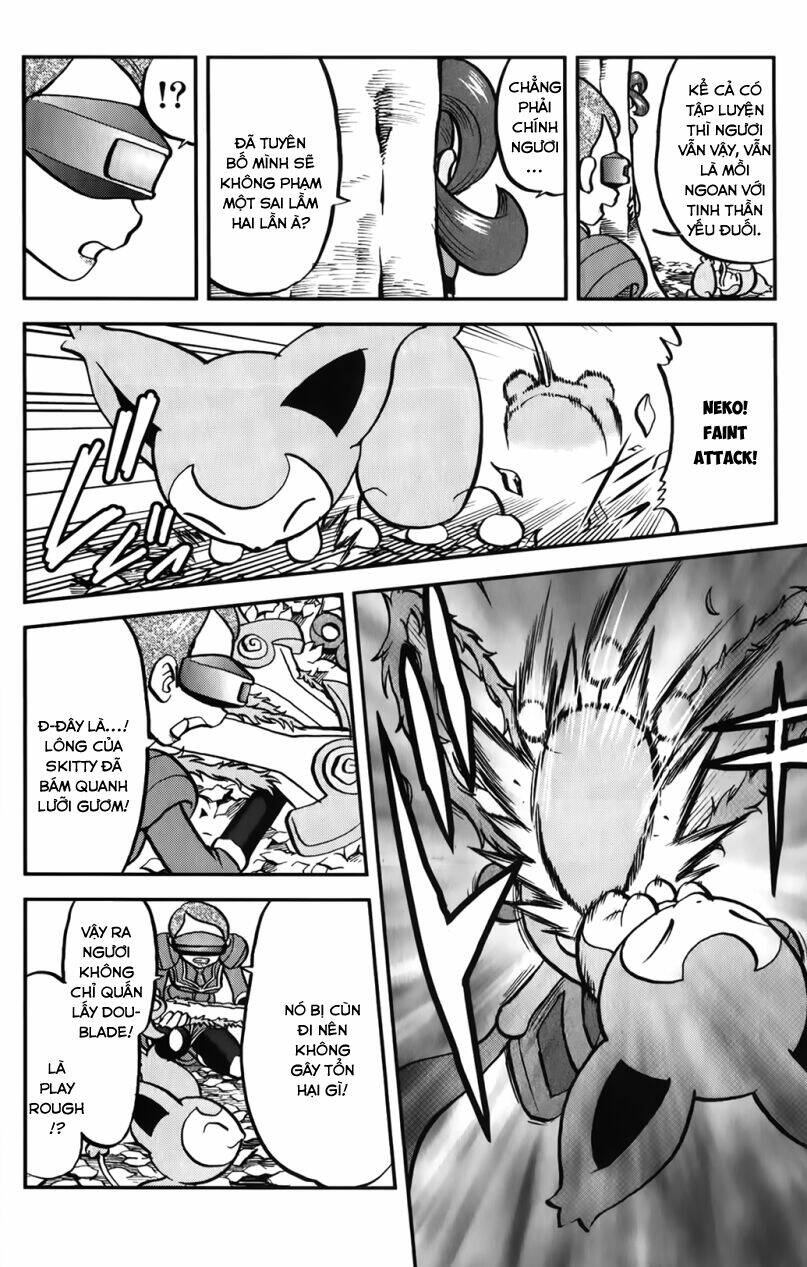 KỂ CẢ CÓ
TẬP LUYỆN
THÌ NGƯƠI
VẪN VẬY, VẪN
LÀ MỒI
NGOAN VỚI
TINH THẦN
YẾU ĐUỐI.
CHẲNG
PHẢI
CHÍNH
NGƯƠI
...
ĐÃ TUYÊN
BỐ MÌNH SẼ
KHÔNG PHẠM
MỘT SAI LẦM
HAI LẦN À?
!?
NEKO!
FAINT
ATTACK!
Đ-ĐÂY LÀ...!
LÔNG CỦA
SKITTY ĐÃ
BÁM QUANH
LƯỠI GƯƠM!
NÓ BỊ CÙN
ĐI NÊN
KHÔNG
GÂY TỔN
HẠI GÌ!
VẬY RA
NGƯƠI
KHÔNG
CHỈ QUẤN
LẤY DOU-
BLADE!
LÀ
PLAY
ROUGH
!?